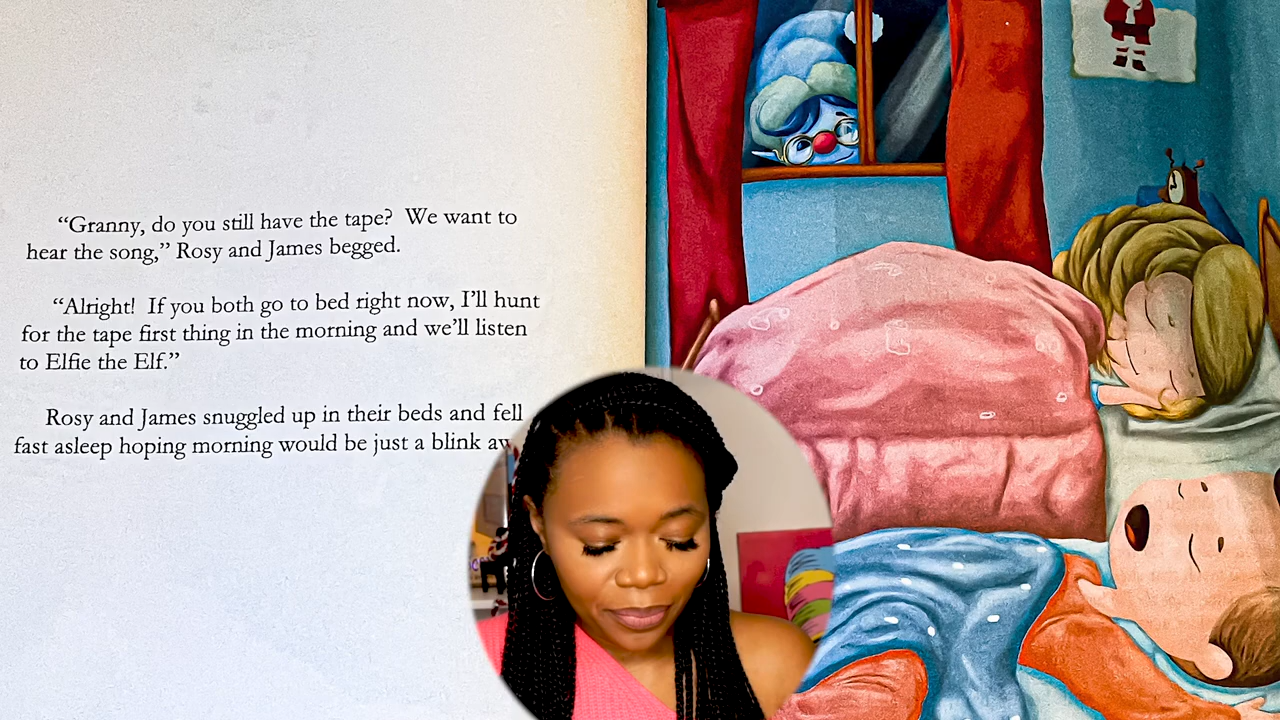 “Granny, do you still have the tape?  We want to
hear the song,” Rosy and James begged.
“Alright!  If you both go to bed right now, I’ll hunt
for the tape first thing in the morning and we’ll listen
to Elfie the Elf.”
Rosy and James snuggled up in their beds and fell
fast asleep hoping morning would be just a blink